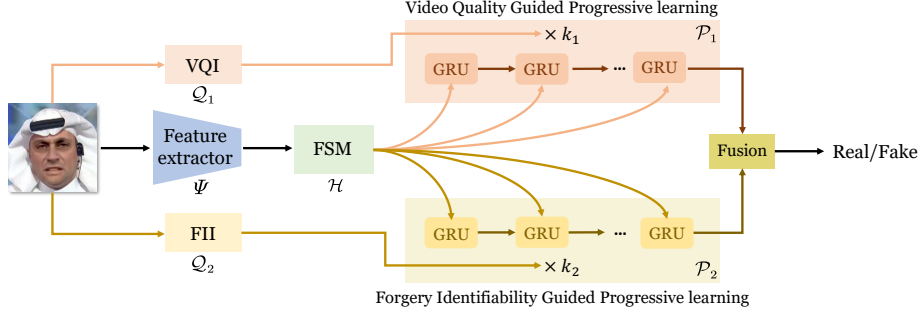 Video Quality Guided Progressive learning
VQI
𝒬₁
× k₁
𝒫₁
GRU
GRU
···
GRU
Feature
extractor
Ψ
FSM
ℋ
Fusion
Real/Fake
FII
𝒬₂
GRU
GRU
···
GRU
× k₂
𝒫₂
Forgery Identifiability Guided Progressive learning